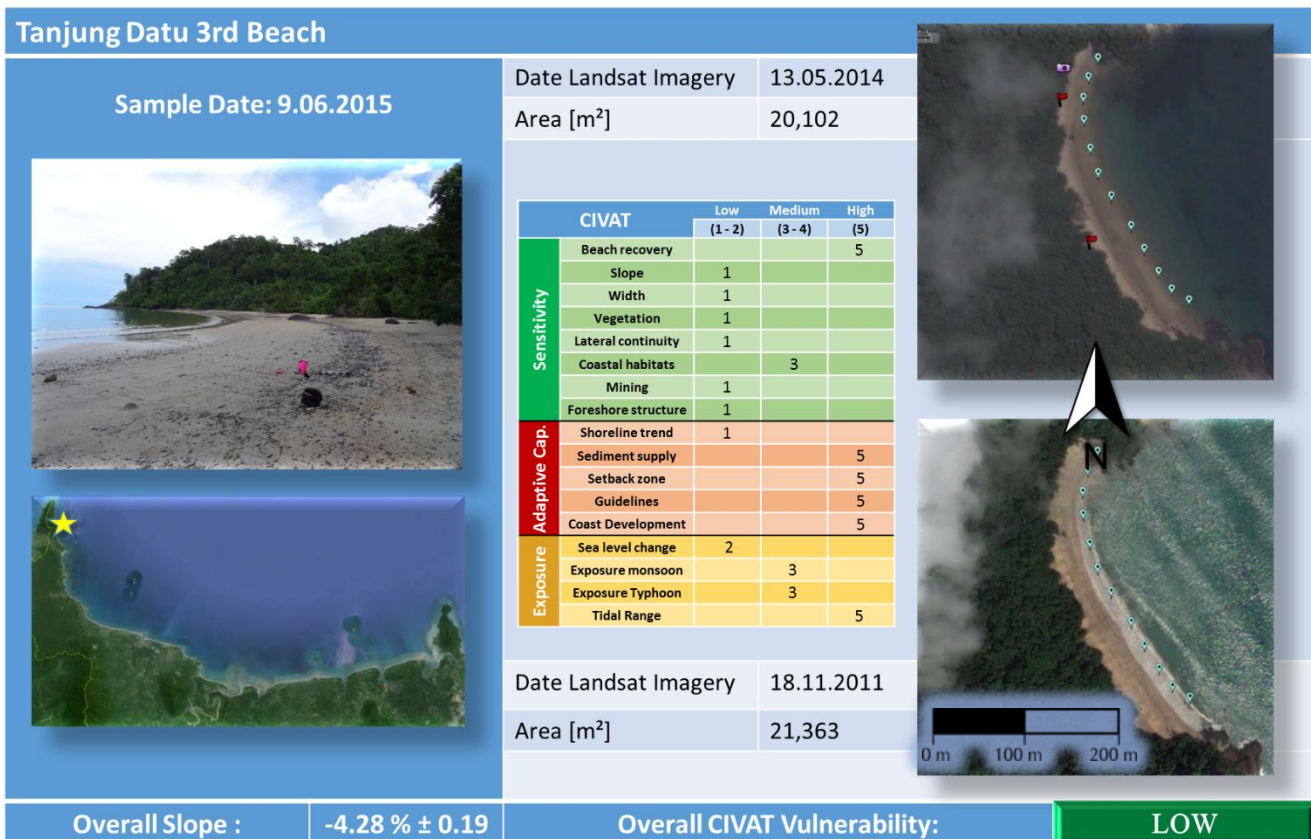 Tanjung Datu 3rd Beach
Sample Date: 9.06.2015
Date Landsat Imagery 13.05.2014
Area [m²] 20,102
CIVAT Low Medium High
(1 - 2) (3 - 4) (5)
Sensitivity
Beach recovery 5
Slope 1
Width 1
Vegetation 1
Lateral continuity 1
Coastal habitats 3
Mining 1
Foreshore structure 1
Adaptive Cap.
Shoreline trend 1
Sediment supply 5
Setback zone 5
Guidelines 5
Coast Development 5
Exposure
Sea level change 2
Exposure monsoon 3
Exposure Typhoon 3
Tidal Range 5
Date Landsat Imagery 18.11.2011
Area [m²] 21,363
N
0 m 100 m 200 m
Overall Slope : -4.28 % ± 0.19 Overall CIVAT Vulnerability: LOW